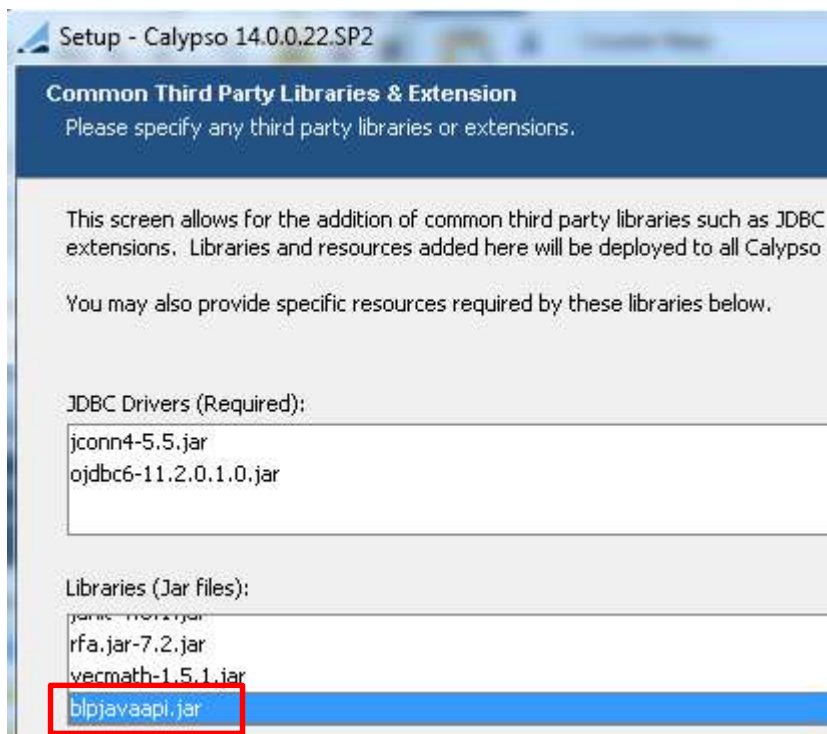 Setup - Calypso 14.0.0.22.SP2
Common Third Party Libraries & Extension
Please specify any third party libraries or extensions.
This screen allows for the addition of common third party libraries such as JDBC
extensions. Libraries and resources added here will be deployed to all Calypso
You may also provide specific resources required by these libraries below.
JDBC Drivers (Required):
jconn4-5.5.jar
ojdbc6-11.2.0.1.0.jar
Libraries (Jar files):
rfa.jar-7.2.jar
vecmath-1.5.1.jar
blpjavaapi.jar